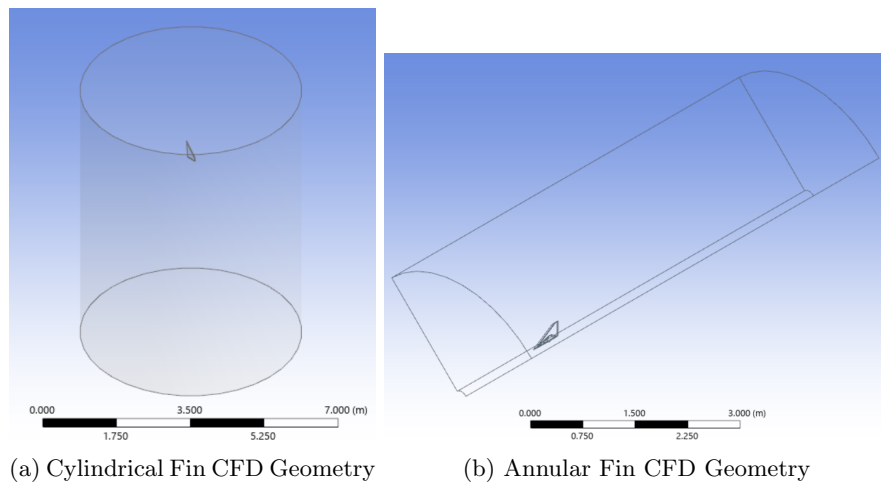 0.000 3.500 7.000 (m)
1.750 5.250
(a) Cylindrical Fin CFD Geometry
0.000 1.500 3.000 (m)
0.750 2.250
(b) Annular Fin CFD Geometry